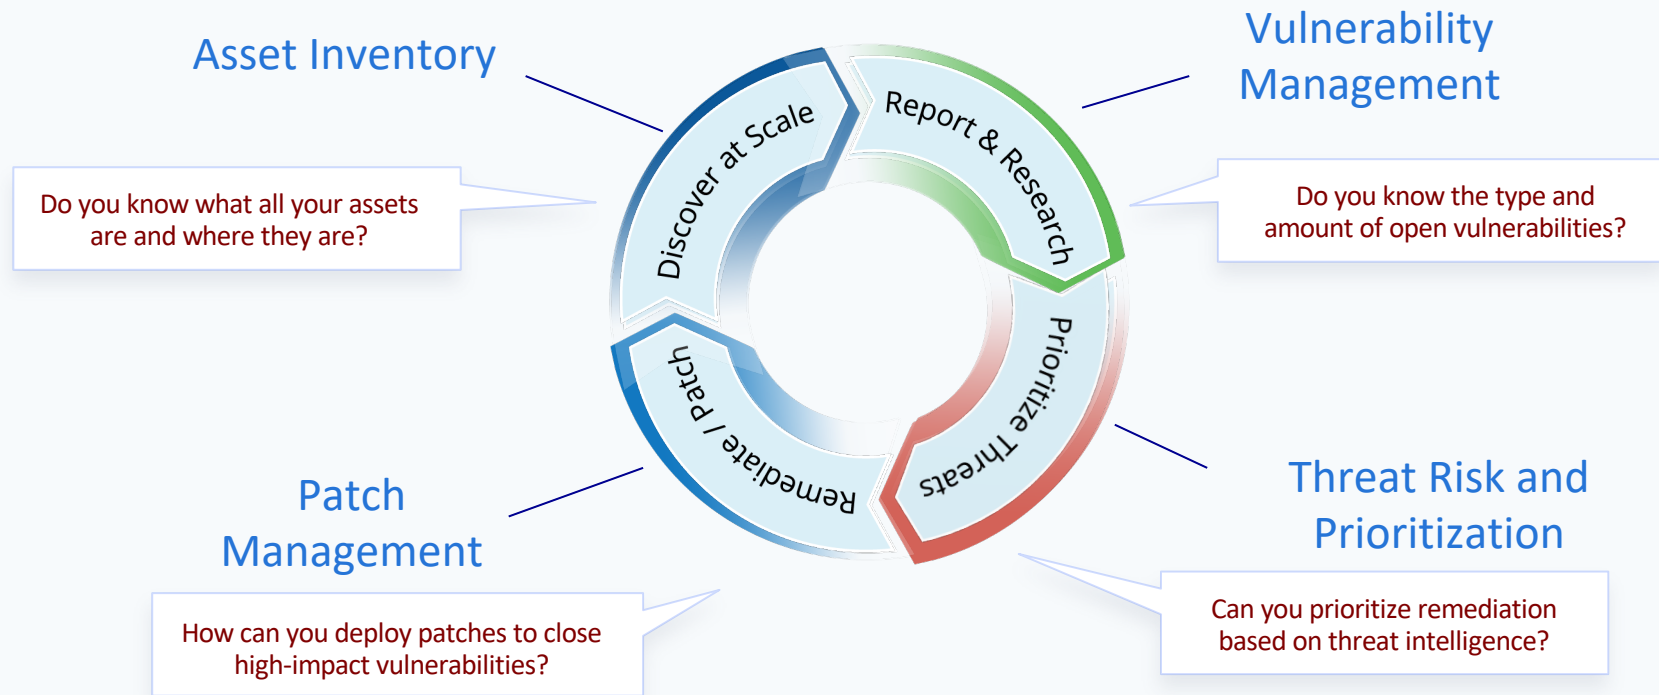 Asset Inventory
Discover at Scale
Do you know what all your assets
are and where they are?
Vulnerability
Management
Report & Research
Do you know the type and
amount of open vulnerabilities?
Threat Risk and
Prioritization
Prioritize Threats
Can you prioritize remediation
based on threat intelligence?
Patch
Management
Remediate / Patch
How can you deploy patches to close
high-impact vulnerabilities?